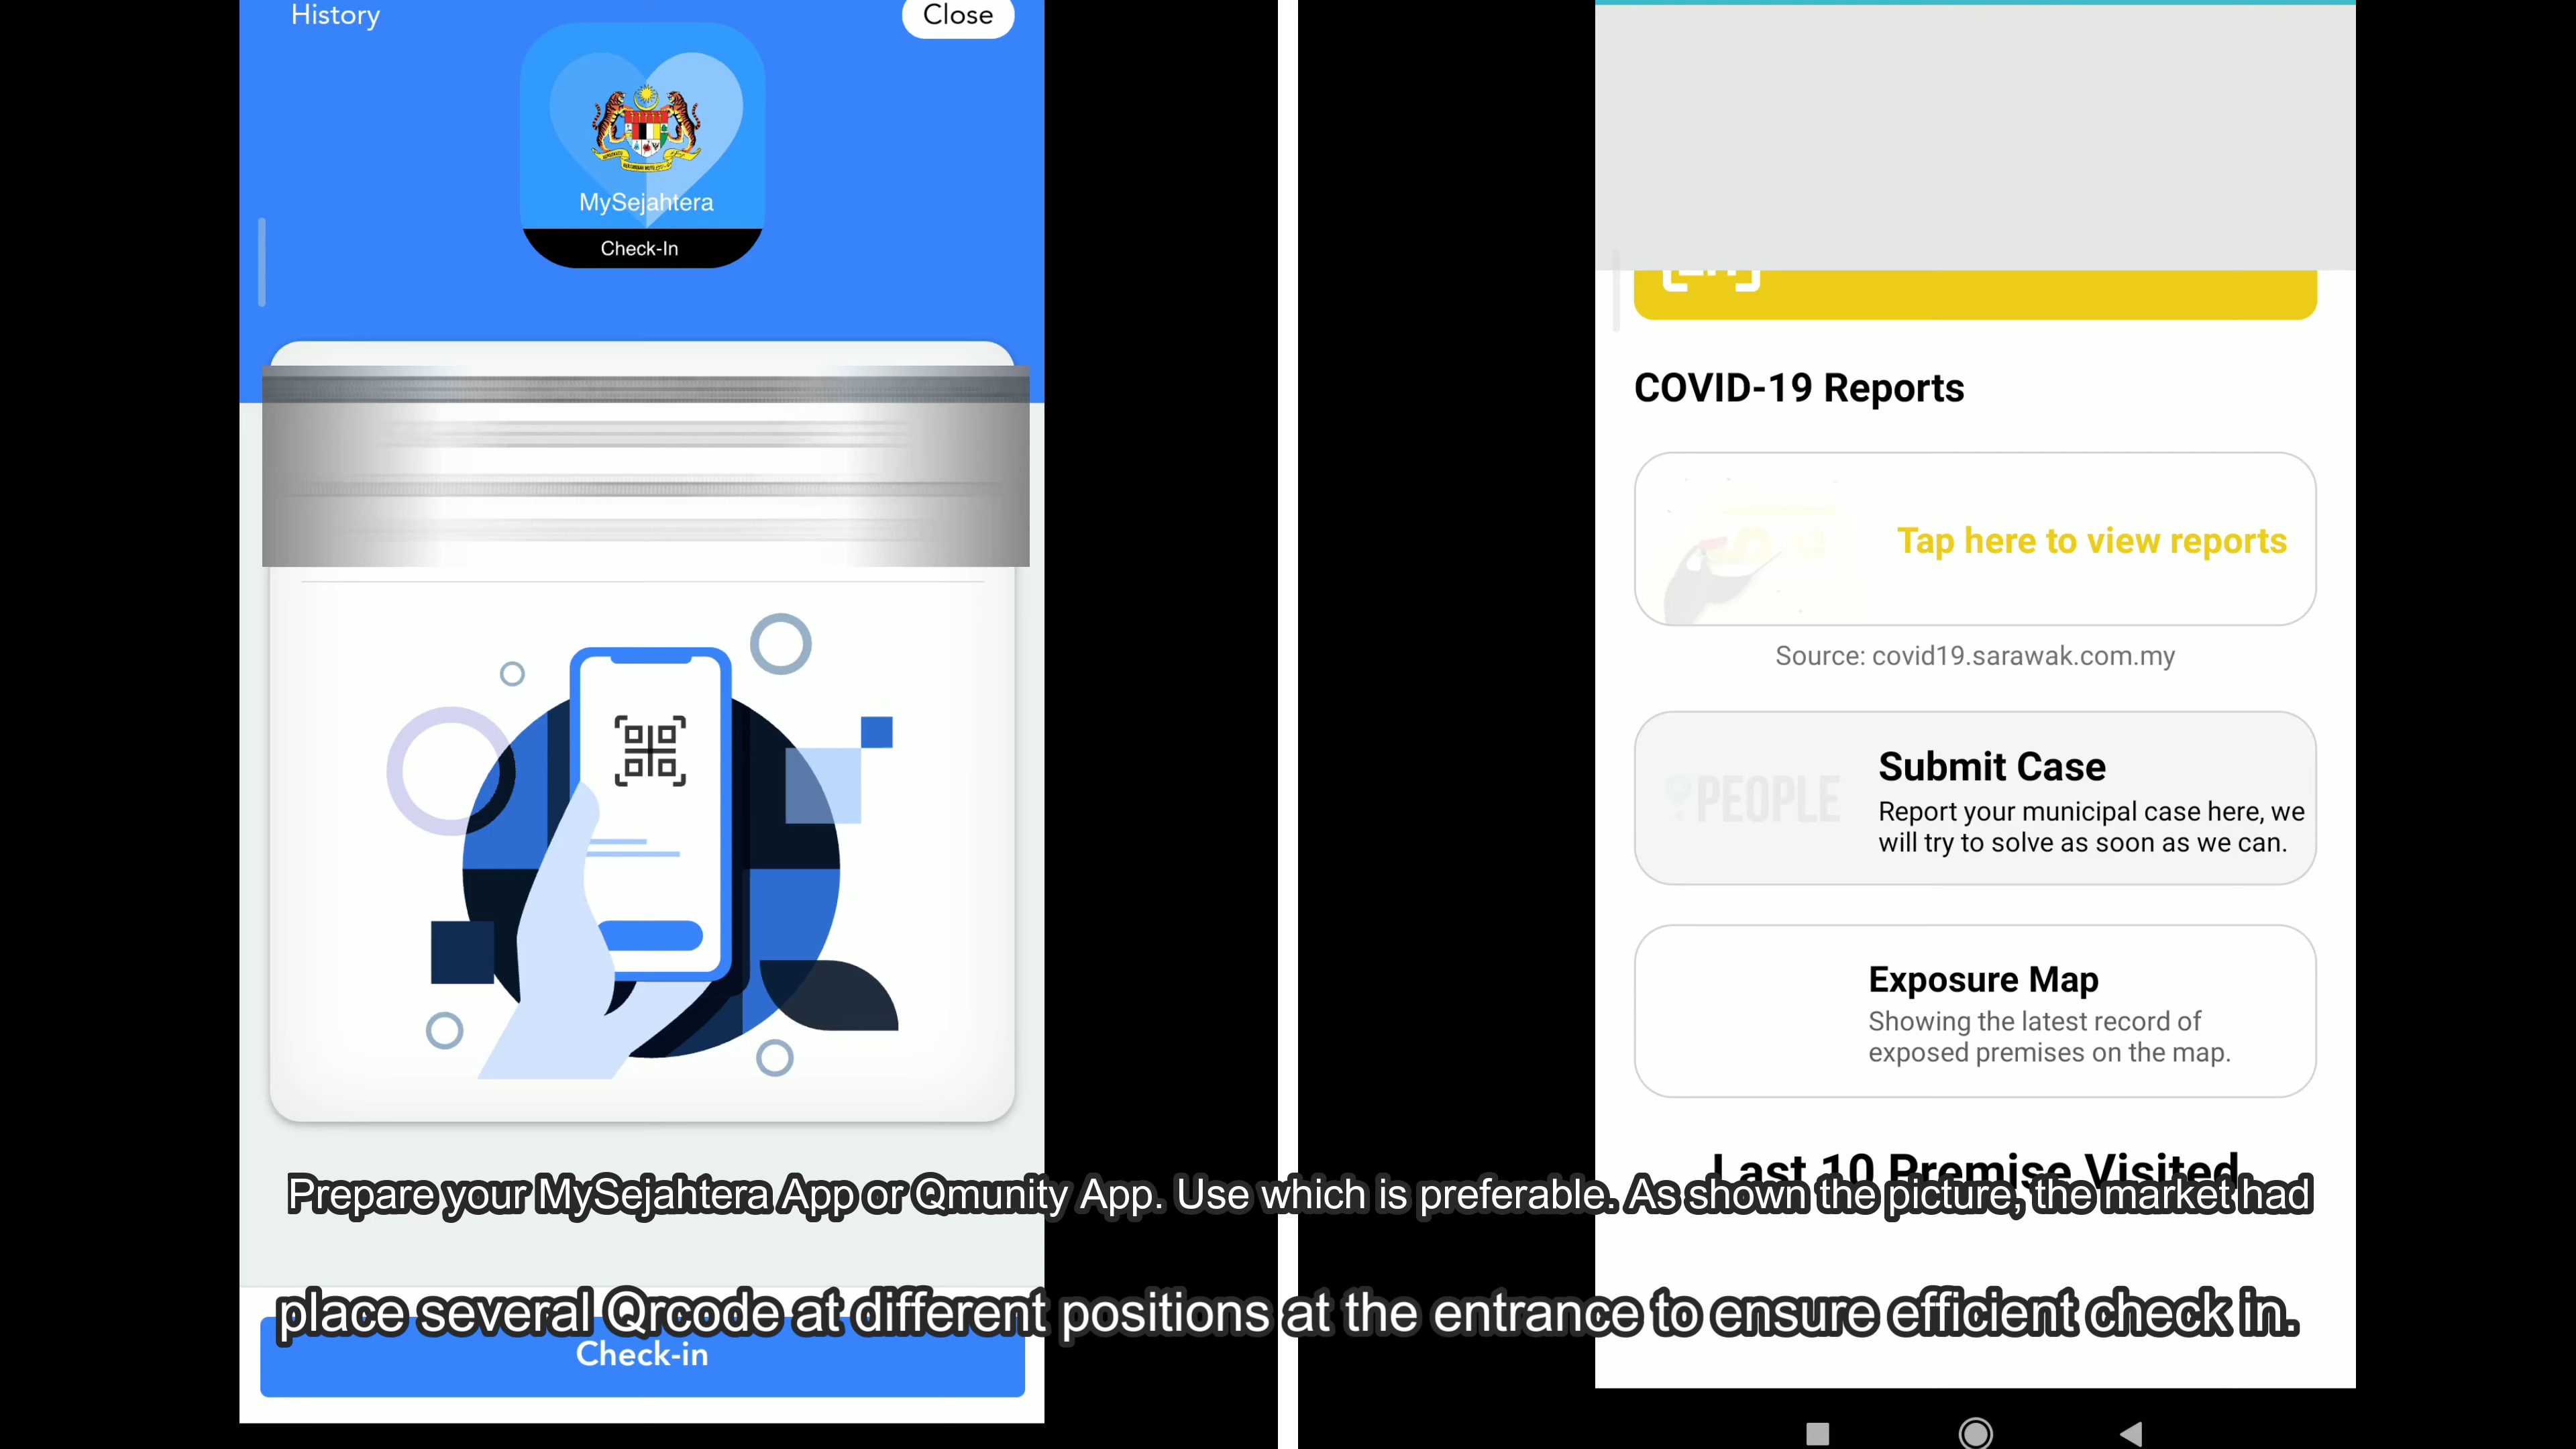 History
Close
MySejahtera
Check-In
Check-in
COVID-19 Reports
Tap here to view reports
Source: covid19.sarawak.com.my
PEOPLE
Submit Case
Report your municipal case here, we
will try to solve as soon as we can.
Exposure Map
Showing the latest record of
exposed premises on the map.
Last 10 Premise Visited
Prepare your MySejahtera App or Qmunity App. Use which is preferable. As shown the picture, the market had
place several Qrcode at different positions at the entrance to ensure efficient check in.